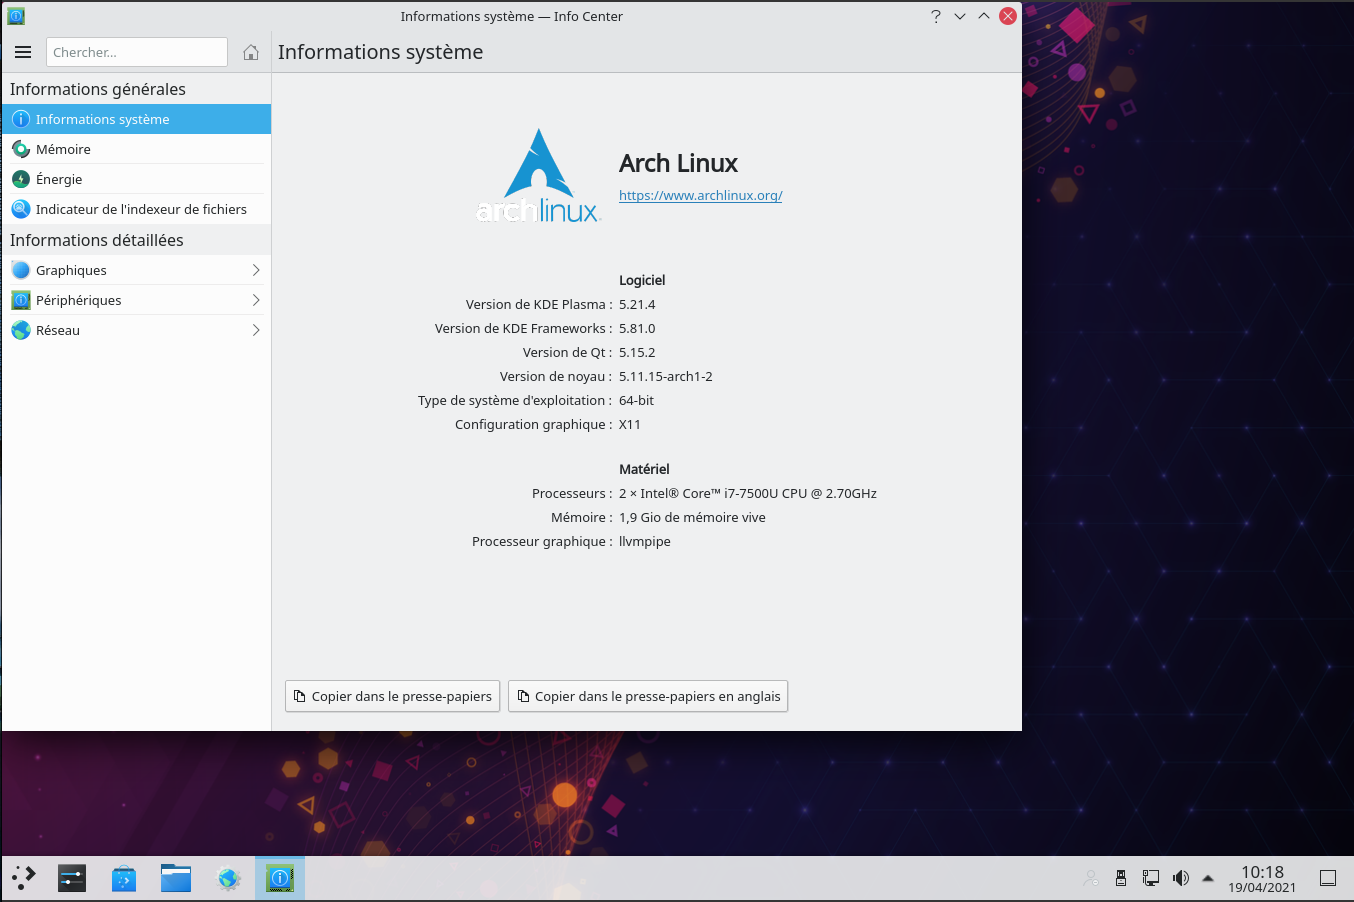 Informations système — Info Center
Chercher...
Informations système
Informations générales
Informations système
Mémoire
Énergie
Indicateur de l'indexeur de fichiers
Informations détaillées
Graphiques
Périphériques
Réseau
archlinux
Arch Linux
https://www.archlinux.org/
Logiciel
Version de KDE Plasma : 5.21.4
Version de KDE Frameworks : 5.81.0
Version de Qt : 5.15.2
Version de noyau : 5.11.15-arch1-2
Type de système d'exploitation : 64-bit
Configuration graphique : X11
Matériel
Processeurs : 2 × Intel® Core™ i7-7500U CPU @ 2.70GHz
Mémoire : 1,9 Gio de mémoire vive
Processeur graphique : llvmpipe
Copier dans le presse-papiers
Copier dans le presse-papiers en anglais
10:18
19/04/2021